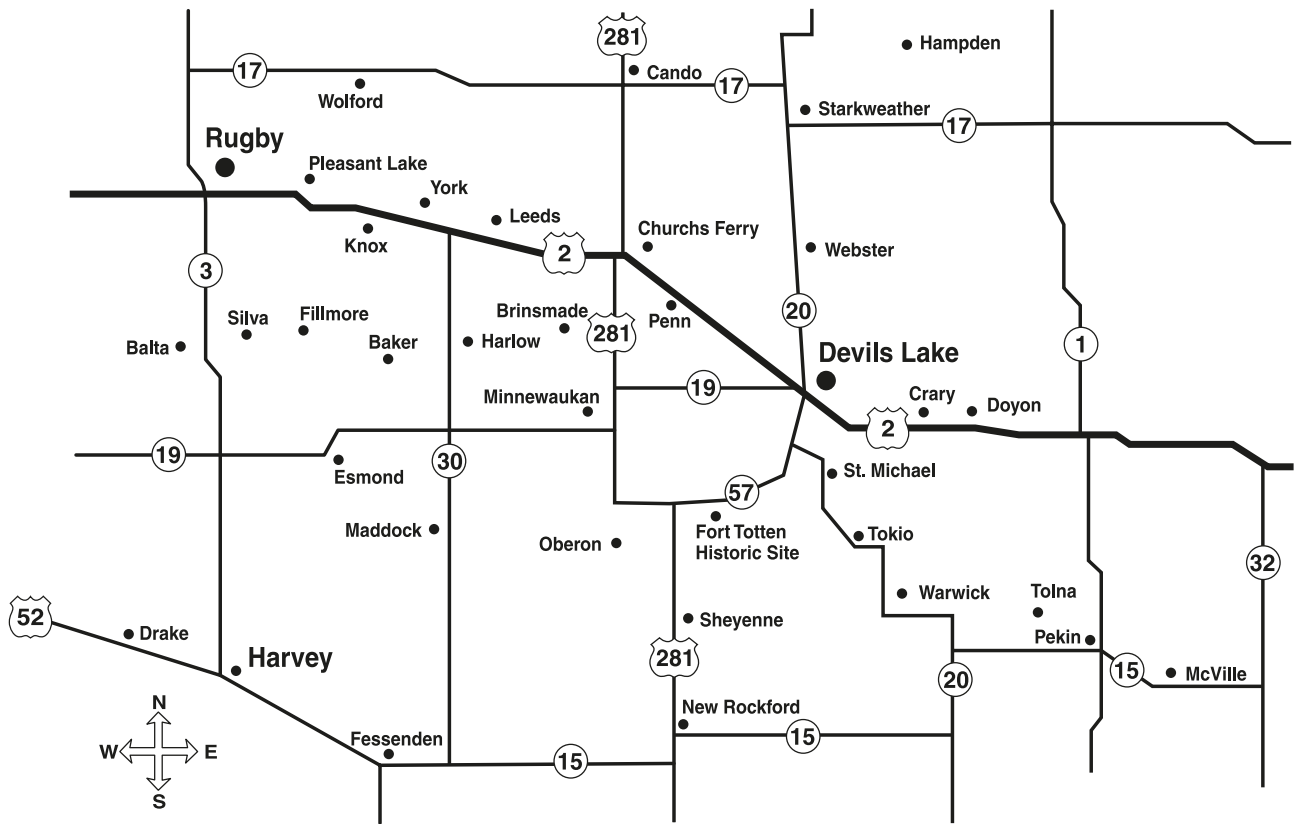 281
Hampden
17
Cando
Wolford
17
Starkweather
17
Rugby
Pleasant Lake
York
Leeds
Churchs Ferry
Knox
2
Webster
3
Silva
Fillmore
Brinsmade
281
Penn
20
Balta
Baker
Harlow
Devils Lake
1
Minnewaukan
19
Crary
Doyon
2
19
Esmond
30
St. Michael
57
Maddock
Oberon
Fort Totten
Historic Site
Tokio
32
52
Warwick
Tolna
Drake
Sheyenne
Pekin
Harvey
281
20
15
McVille
N
W E
S
New Rockford
Fessenden
15
15